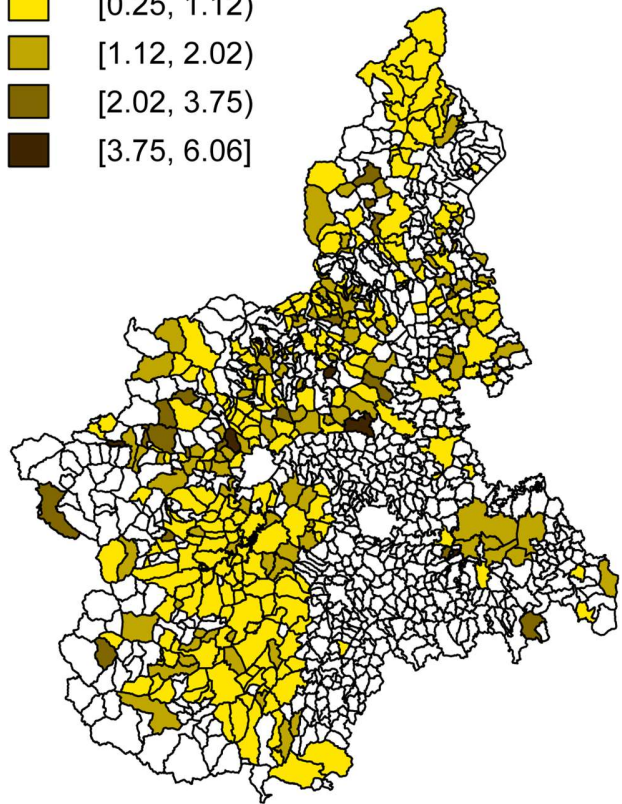 [0.25, 1.12)
[1.12, 2.02)
[2.02, 3.75)
[3.75, 6.06]